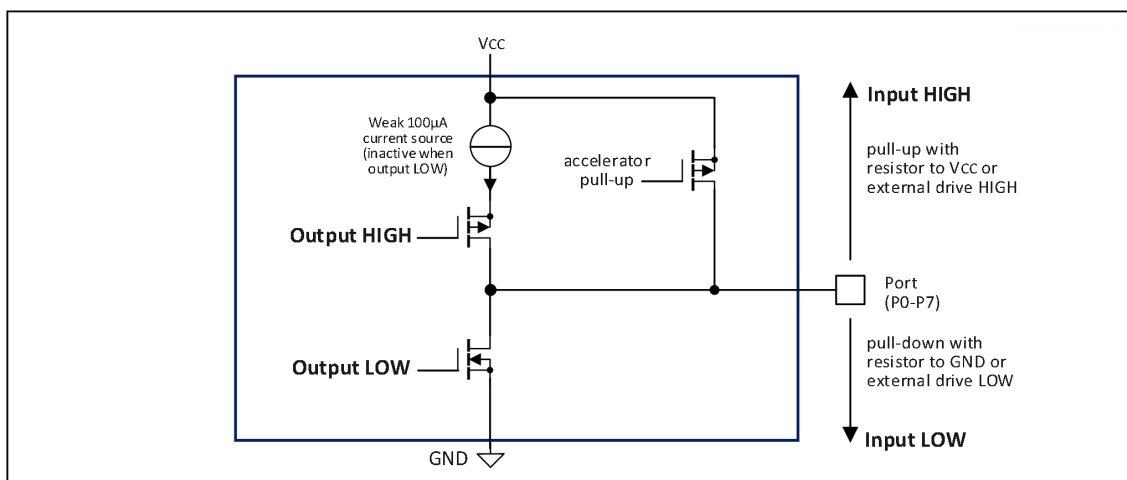 Vcc
Weak 100µA
current source
(inactive when
output LOW)
accelerator
pull-up
Output HIGH
Output LOW
GND
Input HIGH
pull-up with
resistor to VCC or
external drive HIGH
Port
(P0-P7)
pull-down with
resistor to GND or
external drive LOW
Input LOW